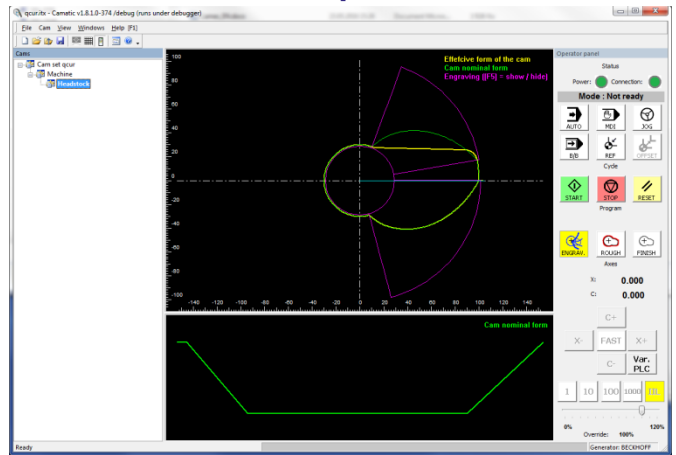 qcur.itx - Camatic v1.8.1.0-374 /debug (runs under debugger)
File Cam View Windows Help [F1]
Cams
Cam set qcur
Machine
Headstock
Effetcive form of the cam
Cam nominal form
Engraving ([F5] = show / hide)
100
80
60
40
20
0
-20
-40
-60
-80
-100
-140 -120 -100 -80 -60 -40 -20 0 20 40 60 80 100 120 140
Cam nominal form
Operator panel
Status
Power: Connection:
Mode : Not ready
AUTO MDI JOG
B/B REF OFFSET
Cycle
START STOP RESET
Program
ENGRAV. ROUGH FINISH
Axes
X: 0.000
C: 0.000
C+
X- FAST X+
C- Var. PLC
1 10 100 1000
0% 120%
Override: 100%
Ready
Generator: BECKHOFF